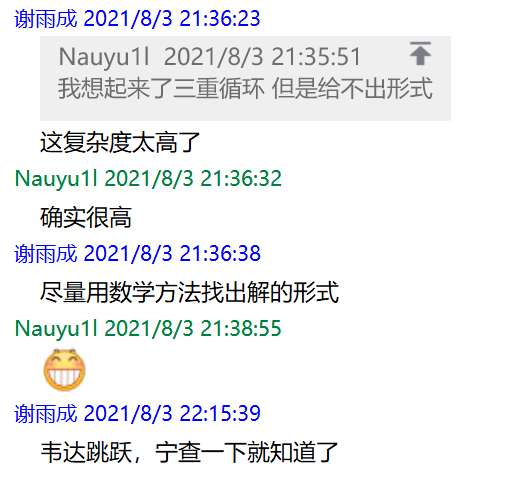 谢雨成 2021/8/3 21:36:23
Nauyu1l 2021/8/3 21:35:51
我想起来了三重循环 但是给不出形式
这复杂度太高了
Nauyu1l 2021/8/3 21:36:32
确实很高
谢雨成 2021/8/3 21:36:38
尽量用数学方法找出解的形式
Nauyu1l 2021/8/3 21:38:55
谢雨成 2021/8/3 22:15:39
韦达跳跃，宁查一下就知道了